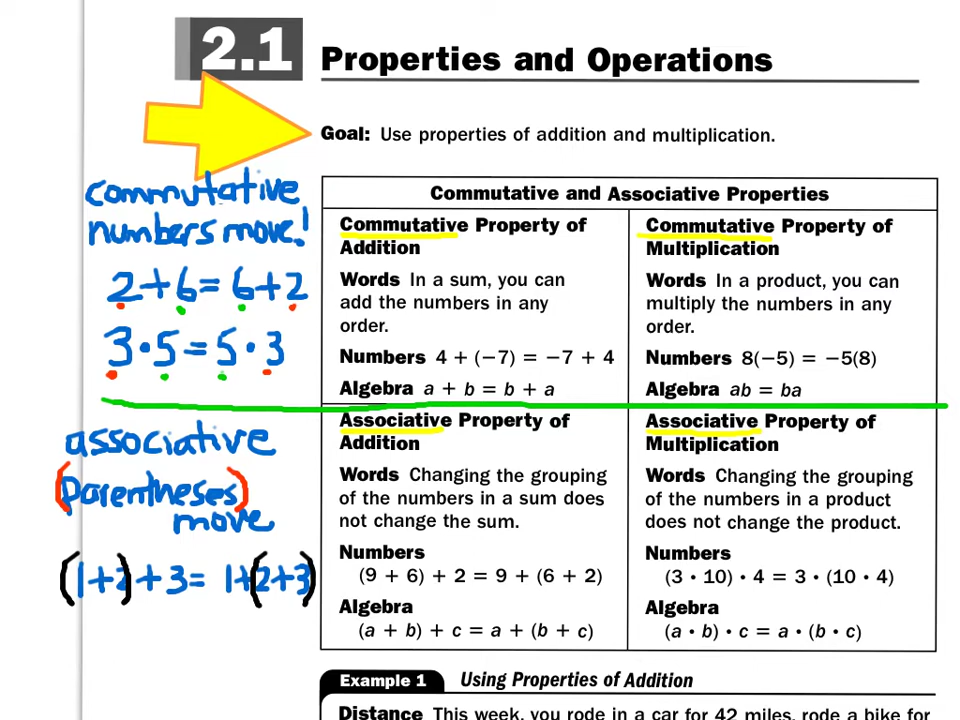 2.1 Properties and Operations
Goal: Use properties of addition and multiplication.
commutative
numbers move!
2 + 6 = 6 + 2
3 • 5 = 5 • 3
associative
(Parentheses)
move
(1+2) + 3 = 1+(2+3)
Commutative and Associative Properties
Commutative Property of
Addition
Words In a sum, you can
add the numbers in any
order.
Numbers 4 + (−7) = −7 + 4
Algebra a + b = b + a
Commutative Property of
Multiplication
Words In a product, you can
multiply the numbers in any
order.
Numbers 8(−5) = −5(8)
Algebra ab = ba
Associative Property of
Addition
Words Changing the grouping
of the numbers in a sum does
not change the sum.
Numbers
(9 + 6) + 2 = 9 + (6 + 2)
Algebra
(a + b) + c = a + (b + c)
Associative Property of
Multiplication
Words Changing the grouping
of the numbers in a product
does not change the product.
Numbers
(3 • 10) • 4 = 3 • (10 • 4)
Algebra
(a • b) • c = a • (b • c)
Example 1 Using Properties of Addition
Distance This week, you rode in a car for 42 miles, rode a bike for